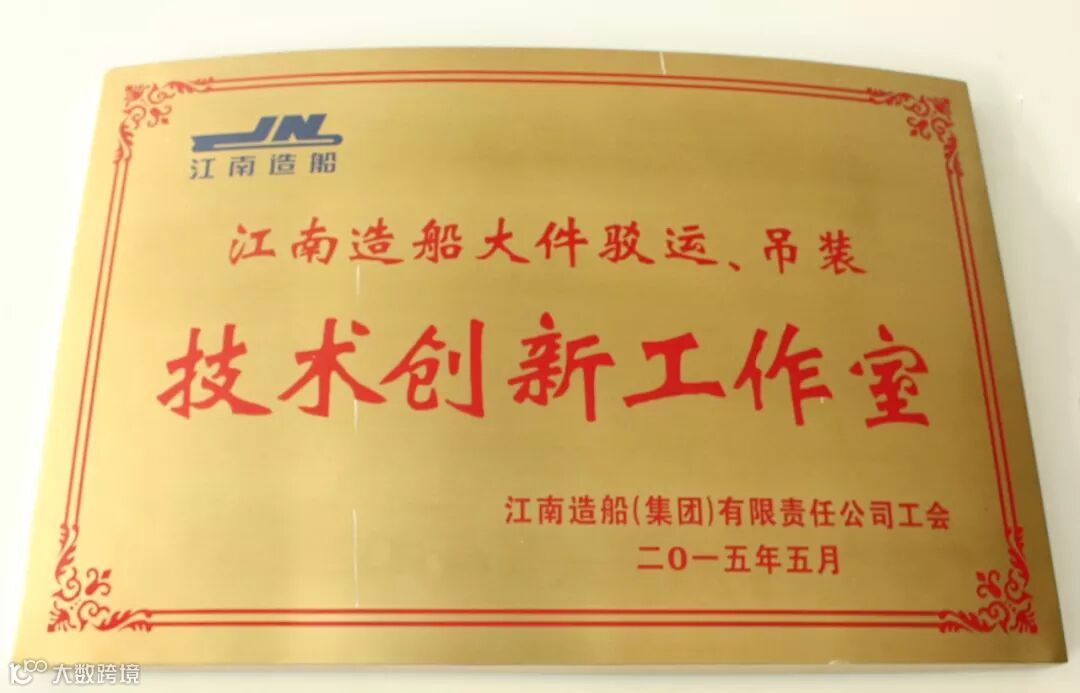 JN
江南造船
江南造船大件驳运、吊装
技术创新工作室
江南造船(集团)有限责任公司工会
二〇一五年五月
大数跨境